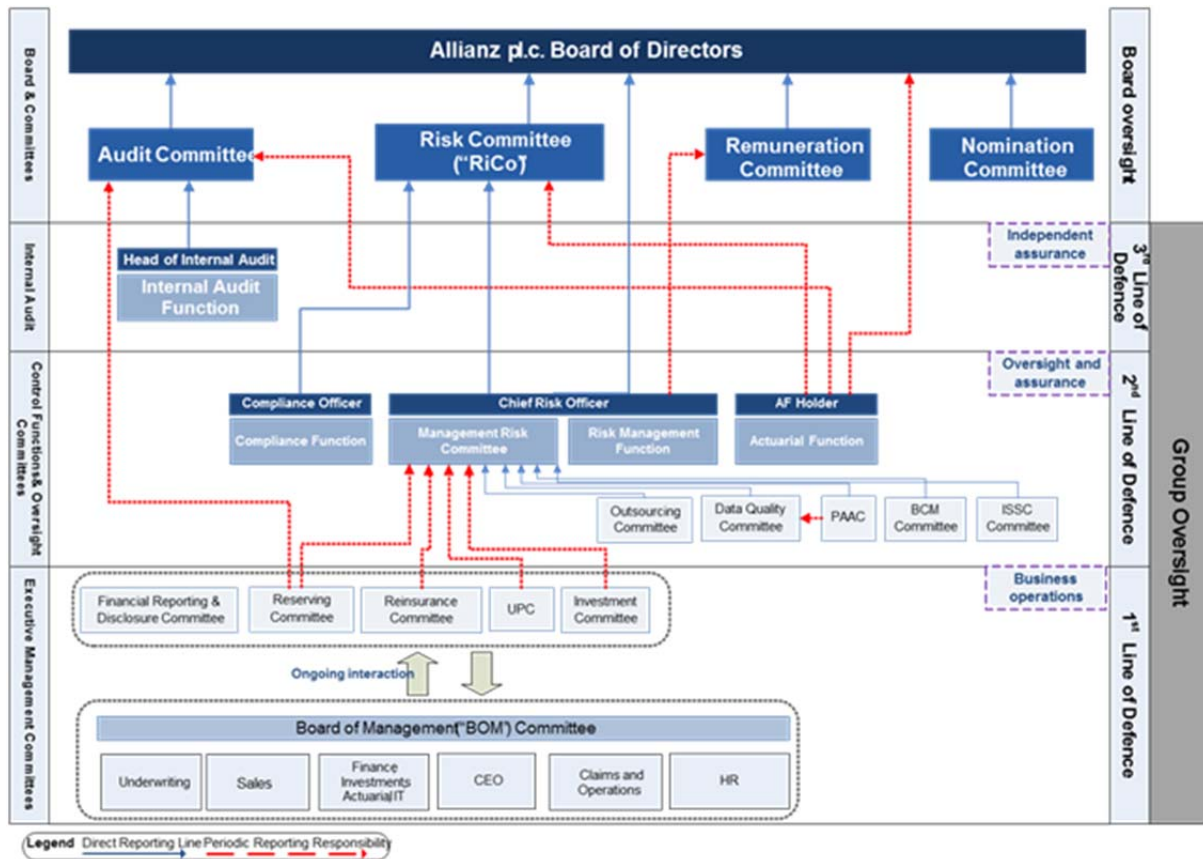 Allianz p.l.c. Board of Directors
Board & Committees
Board oversight
Audit Committee
Risk Committee
("RiCo")
Remuneration
Committee
Nomination
Committee
Internal Audit
Head of Internal Audit
Internal Audit
Function
Independent
assurance
3rd Line of
Defence
Control Functions & Oversight
Committees
Oversight and
assurance
2nd Line of Defence
Compliance Officer
Compliance Function
Chief Risk Officer
Management Risk
Committee
Risk Management
Function
AF Holder
Actuarial Function
Outsourcing
Committee
Data Quality
Committee
PAAC
BCM
Committee
ISSC
Committee
Group Oversight
Executive Management Committees
Business
operations
1st Line of Defence
Financial Reporting &
Disclosure Committee
Reserving
Committee
Reinsurance
Committee
UPC
Investment
Committee
Ongoing interaction
Board of Management ("BOM") Committee
Underwriting
Sales
Finance,
Investments
Actuarial, IT
CEO
Claims and
Operations
HR
Legend Direct Reporting Line Periodic Reporting Responsibility